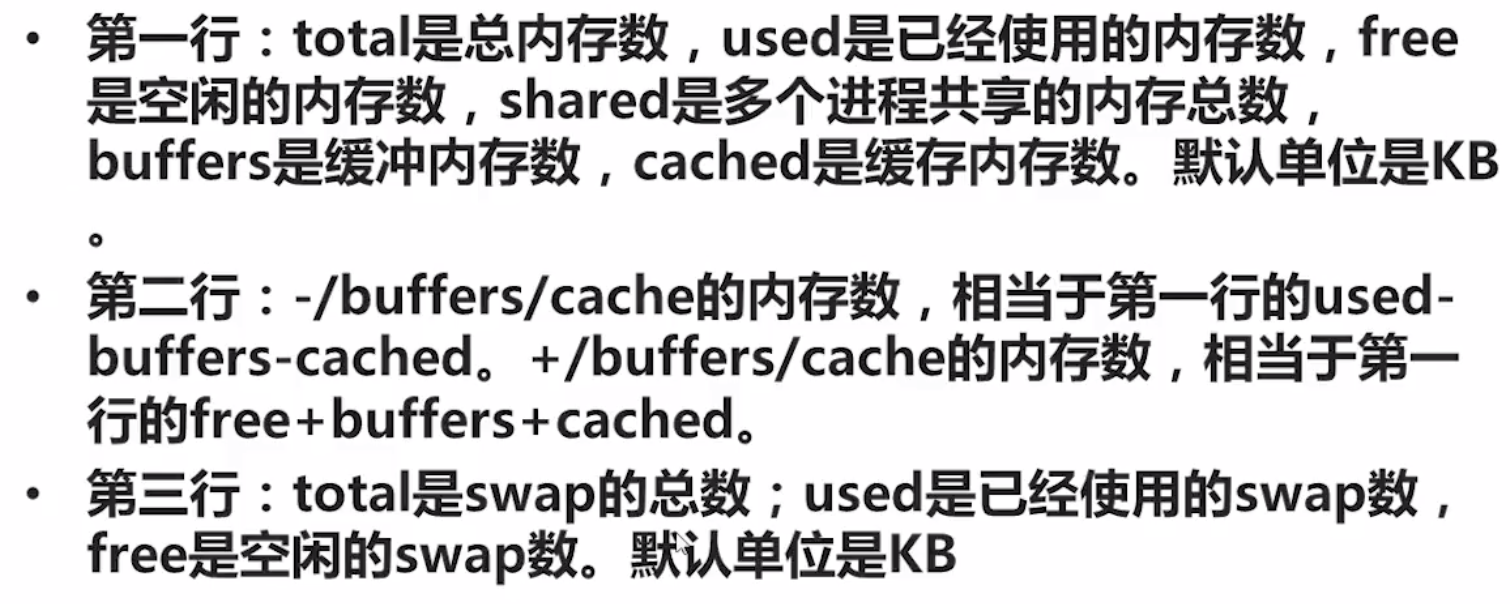 • 第一行：total是总内存数，used是已经使用的内存数，free
是空闲的内存数，shared是多个进程共享的内存总数，
buffers是缓冲内存数，cached是缓存内存数。默认单位是KB
。
• 第二行：-/buffers/cache的内存数，相当于第一行的used-
buffers-cached。+/buffers/cache的内存数，相当于第一
行的free+buffers+cached。
• 第三行：total是swap的总数；used是已经使用的swap数，
free是空闲的swap数。默认单位是KB